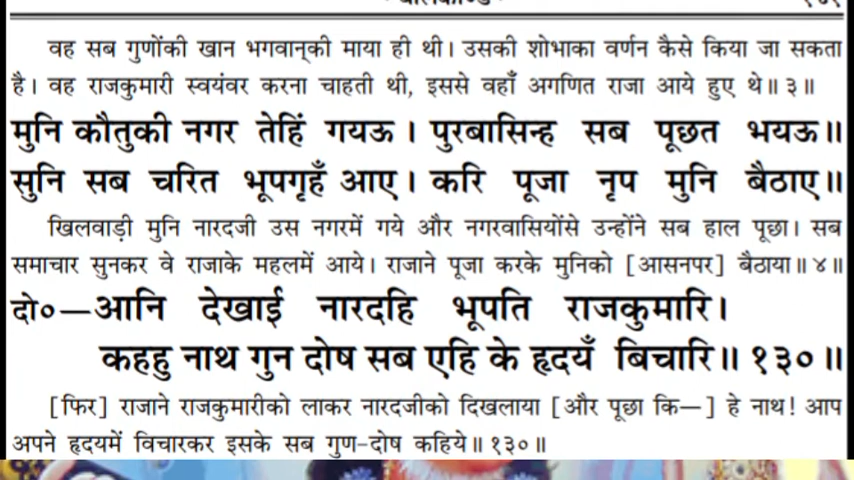 वह सब गुणोंकी खान भगवान्‌की माया ही थी। उसकी शोभाका वर्णन कैसे किया जा सकता
है। वह राजकुमारी स्वयंवर करना चाहती थी, इससे वहाँ अगणित राजा आये हुए थे॥ ३॥
मुनि कौतुकी नगर तेहिं गयऊ। पुरबासिन्ह सब पूछत भयऊ॥
सुनि सब चरित भूपगृहँ आए। करि पूजा नृप मुनि बैठाए॥
खिलवाड़ी मुनि नारदजी उस नगरमें गये और नगरवासियोंसे उन्होंने सब हाल पूछा। सब
समाचार सुनकर वे राजाके महलमें आये। राजाने पूजा करके मुनिको [आसनपर] बैठाया॥ ४॥
दो०—आनि देखाई नारदहि भूपति राजकुमारि।
कहहु नाथ गुन दोष सब एहि के हृदयँ बिचारि॥ १३०॥
[फिर] राजाने राजकुमारीको लाकर नारदजीको दिखलाया [और पूछा कि—] हे नाथ! आप
अपने हृदयमें विचारकर इसके सब गुण-दोष कहिये॥ १३०॥